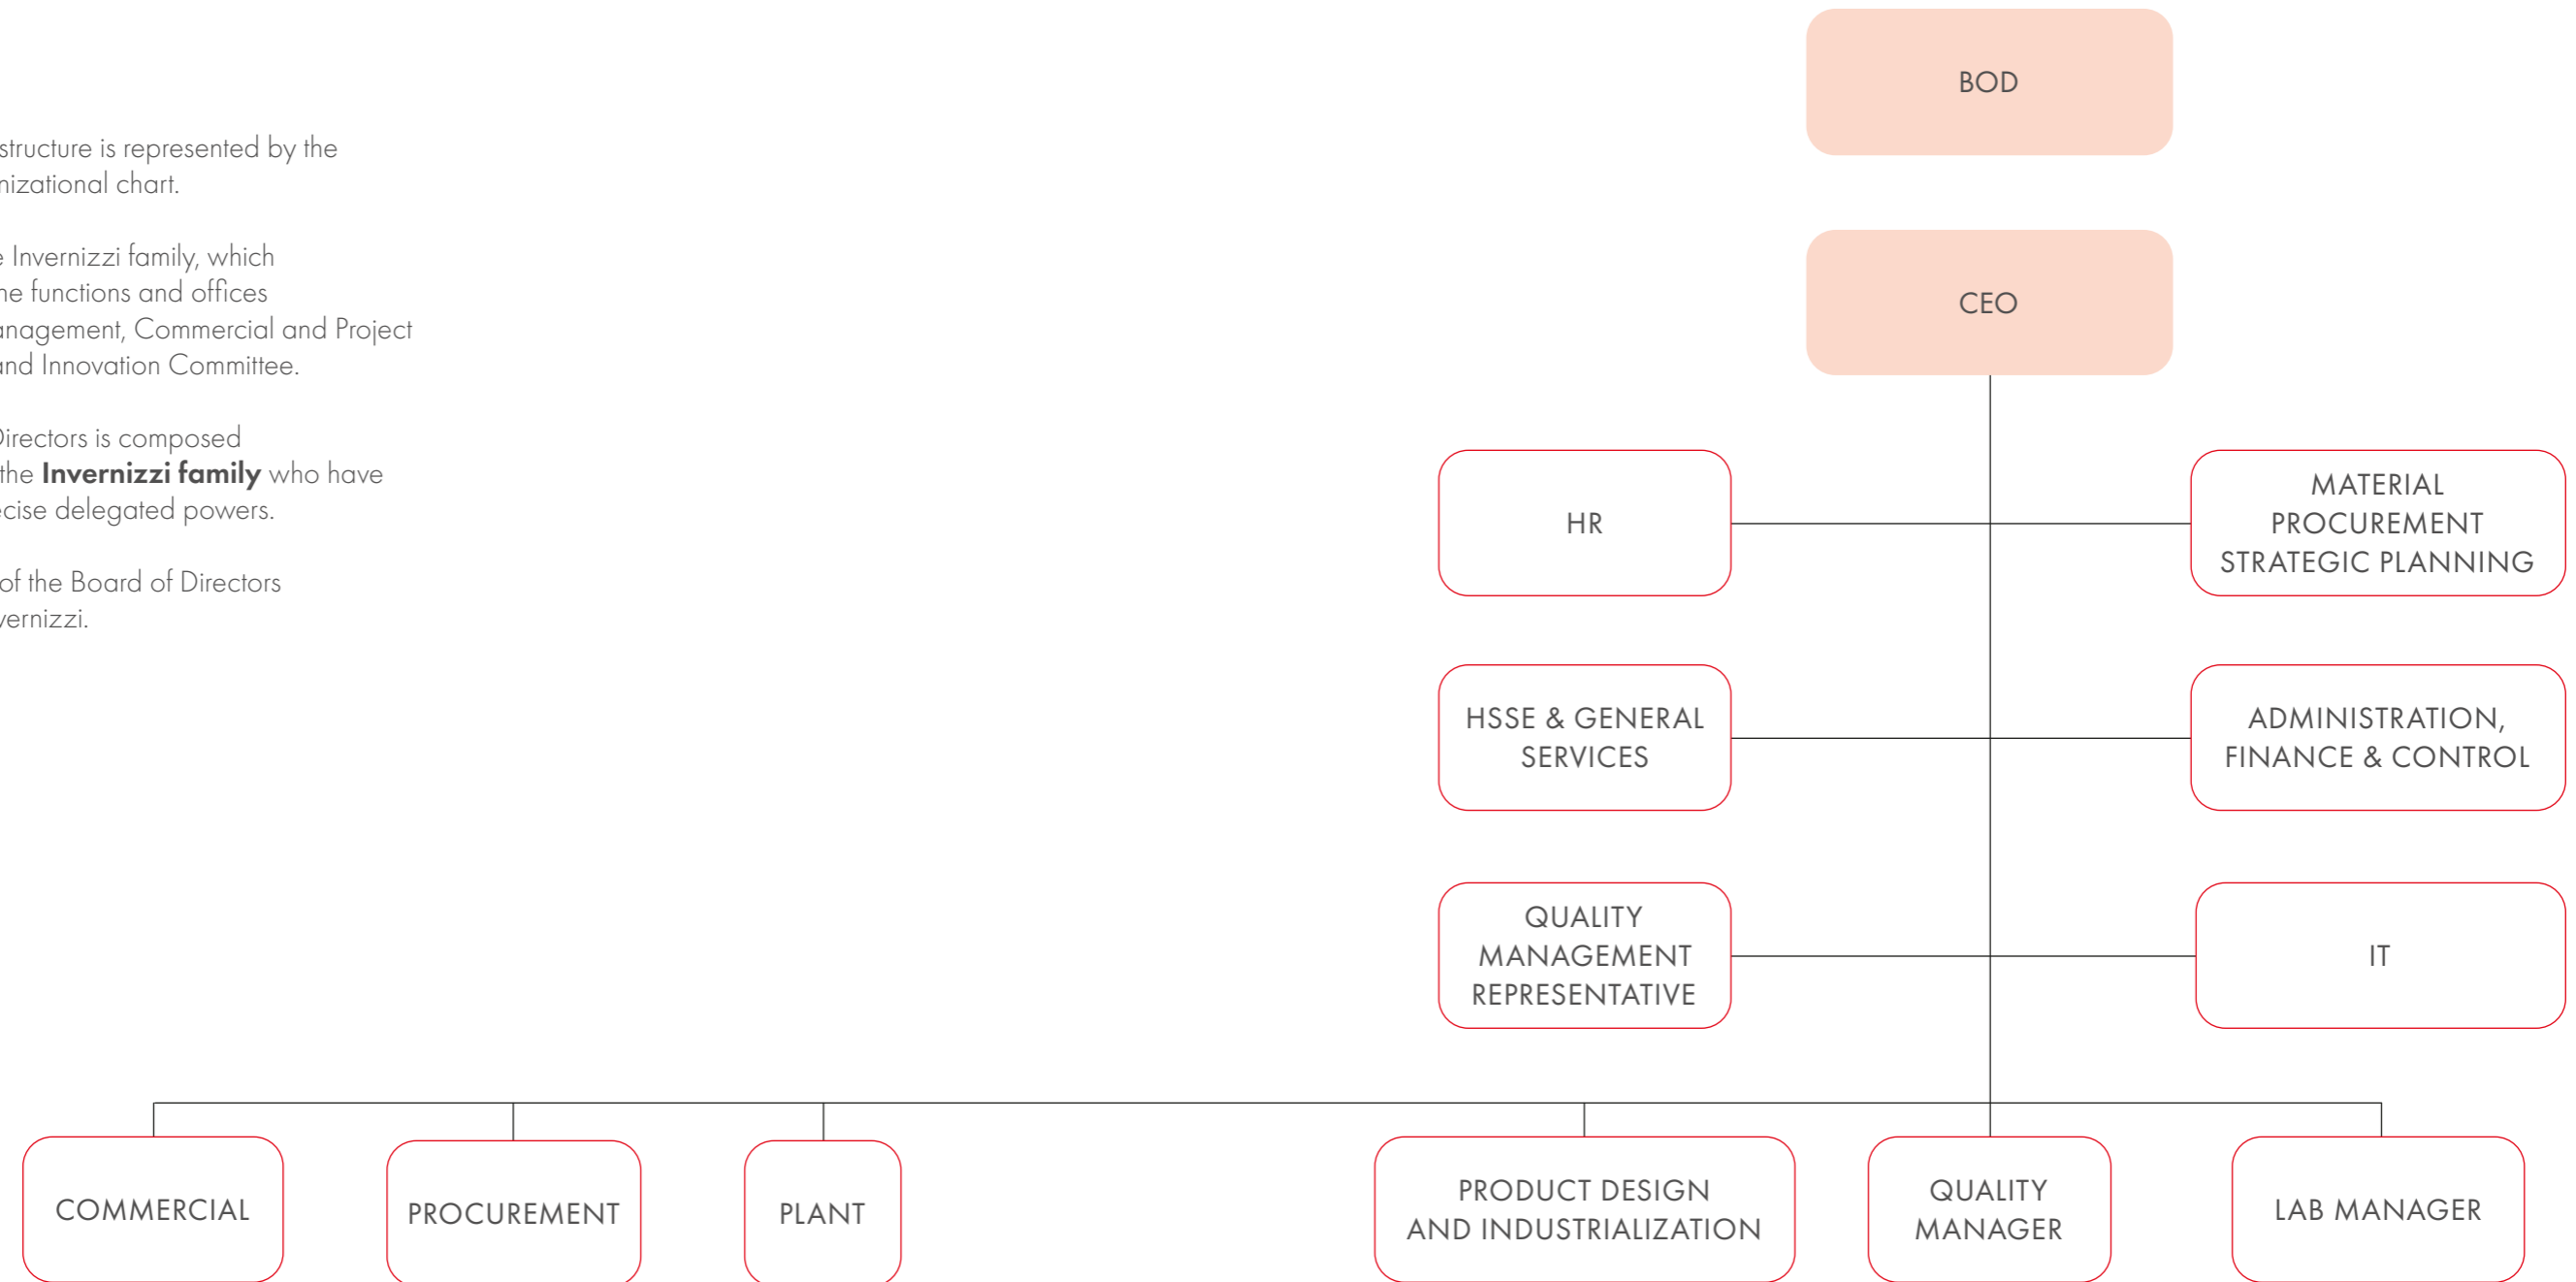 structure is represented by the
nizational chart.
Invernizzi family, which
he functions and offices
anagement, Commercial and Project
and Innovation Committee.
Directors is composed
the Invernizzi family who have
ecise delegated powers.
of the Board of Directors
vernizzi.
BOD
CEO
HR
MATERIAL
PROCUREMENT
STRATEGIC PLANNING
HSSE & GENERAL
SERVICES
ADMINISTRATION,
FINANCE & CONTROL
QUALITY
MANAGEMENT
REPRESENTATIVE
IT
COMMERCIAL
PROCUREMENT
PLANT
PRODUCT DESIGN
AND INDUSTRIALIZATION
QUALITY
MANAGER
LAB MANAGER